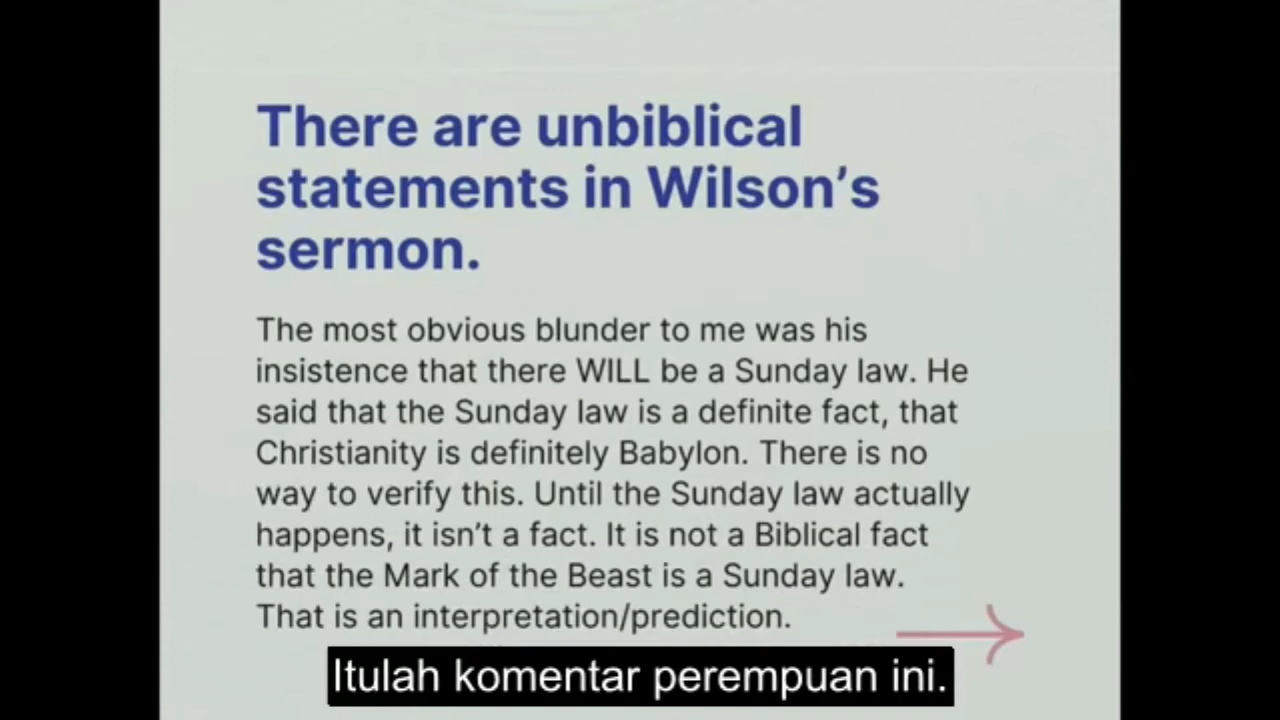 There are unbiblical
statements in Wilson’s
sermon.
The most obvious blunder to me was his
insistence that there WILL be a Sunday law. He
said that the Sunday law is a definite fact, that
Christianity is definitely Babylon. There is no
way to verify this. Until the Sunday law actually
happens, it isn’t a fact. It is not a Biblical fact
that the Mark of the Beast is a Sunday law.
That is an interpretation/prediction.
Itulah komentar perempuan ini.